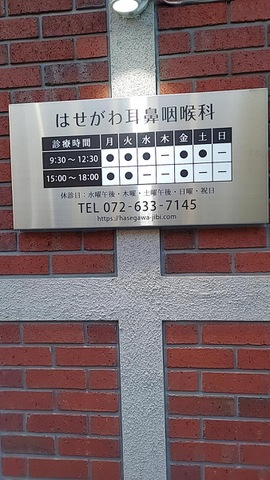 はせがわ耳鼻咽喉科
診療時間 月 火 水 木 金 土 日
9:30～12:30 ● ● ● ー ● ● ー
15:00～18:00 ● ● ー ー ● ー ー
休診日：水曜午後・木曜・土曜午後・日曜・祝日
TEL 072-633-7145
https://hasegawa-jibi.com